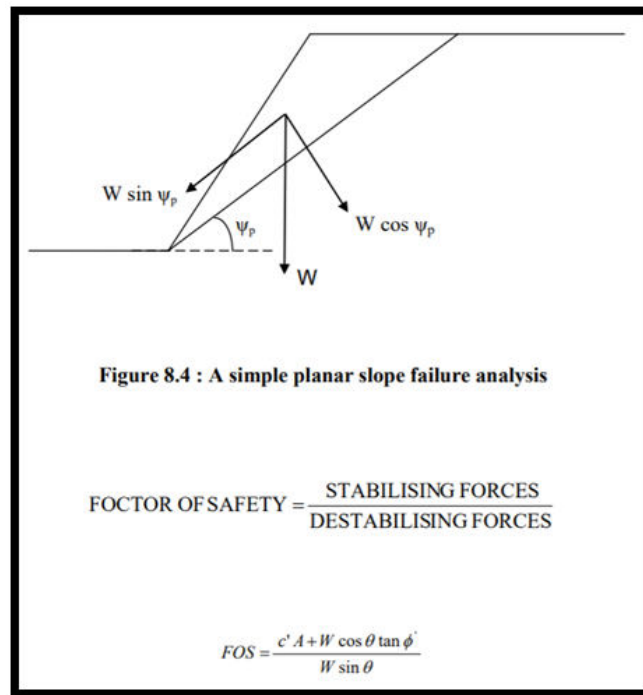 W sin ψp
ψp
W cos ψp
W
Figure 8.4 : A simple planar slope failure analysis
FOCTOR OF SAFETY = STABILISING FORCES
DESTABILISING FORCES
FOS = c' A + W cos θ tan ϕ'
W sin θ